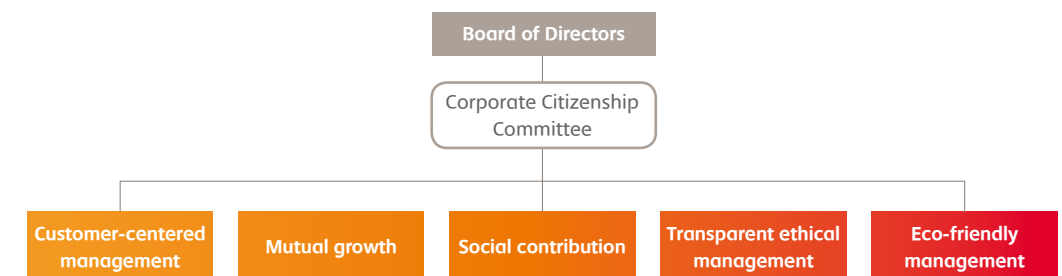 Board of Directors
Corporate Citizenship
Committee
Customer-centered
management
Mutual growth
Social contribution
Transparent ethical
management
Eco-friendly
management